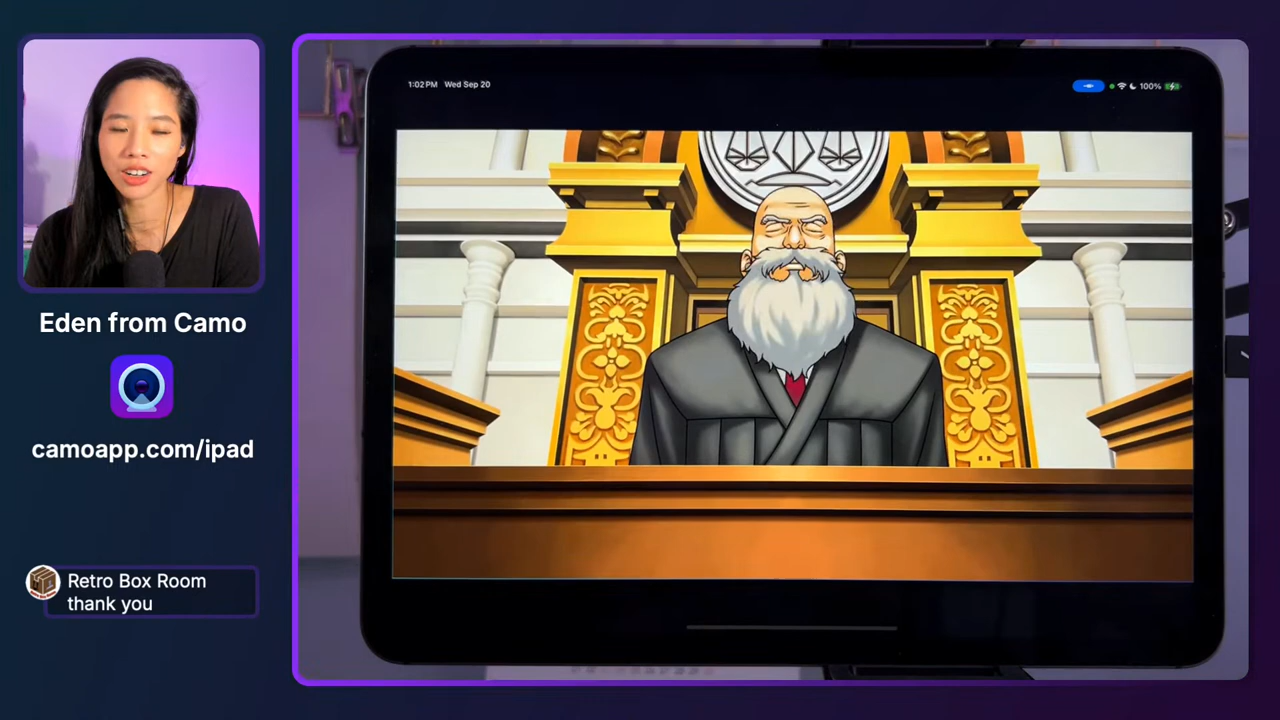 Eden from Camo
camoapp.com/ipad
Retro Box Room
thank you
1:02 PM Wed Sep 20
100%